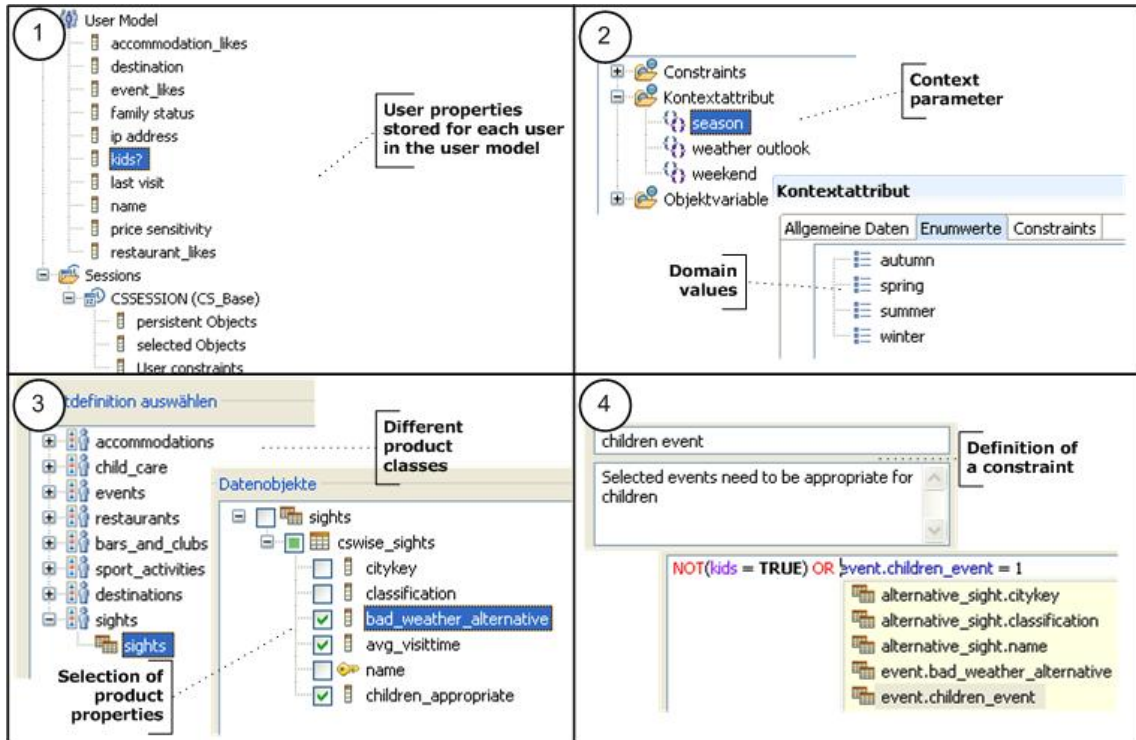 1
User Model
accommodation_likes
destination
event_likes
family status
ip address
kids?
last visit
name
price sensitivity
restaurant_likes
Sessions
CSSESSION (CS_Base)
persistent Objects
selected Objects
User constraints
User properties
stored for each user
in the user model
2
Constraints
Kontextattribut
season
weather outlook
weekend
Objektvariable
Context
parameter
Kontextattribut
Allgemeine Daten Enumwerte Constraints
autumn
spring
summer
winter
Domain
values
3
tdefinition auswählen
accommodations
child_care
events
restaurants
bars_and_clubs
sport_activities
destinations
sights
sights
Different
product
classes
Datenobjekte
sights
cswise_sights
citykey
classification
bad_weather_alternative
avg_visittime
name
children_appropriate
Selection of
product
properties
4
children event
Selected events need to be appropriate for
children
Definition of
a constraint
NOT(kids = TRUE) OR event.children_event = 1
alternative_sight.citykey
alternative_sight.classification
alternative_sight.name
event.bad_weather_alternative
event.children_event